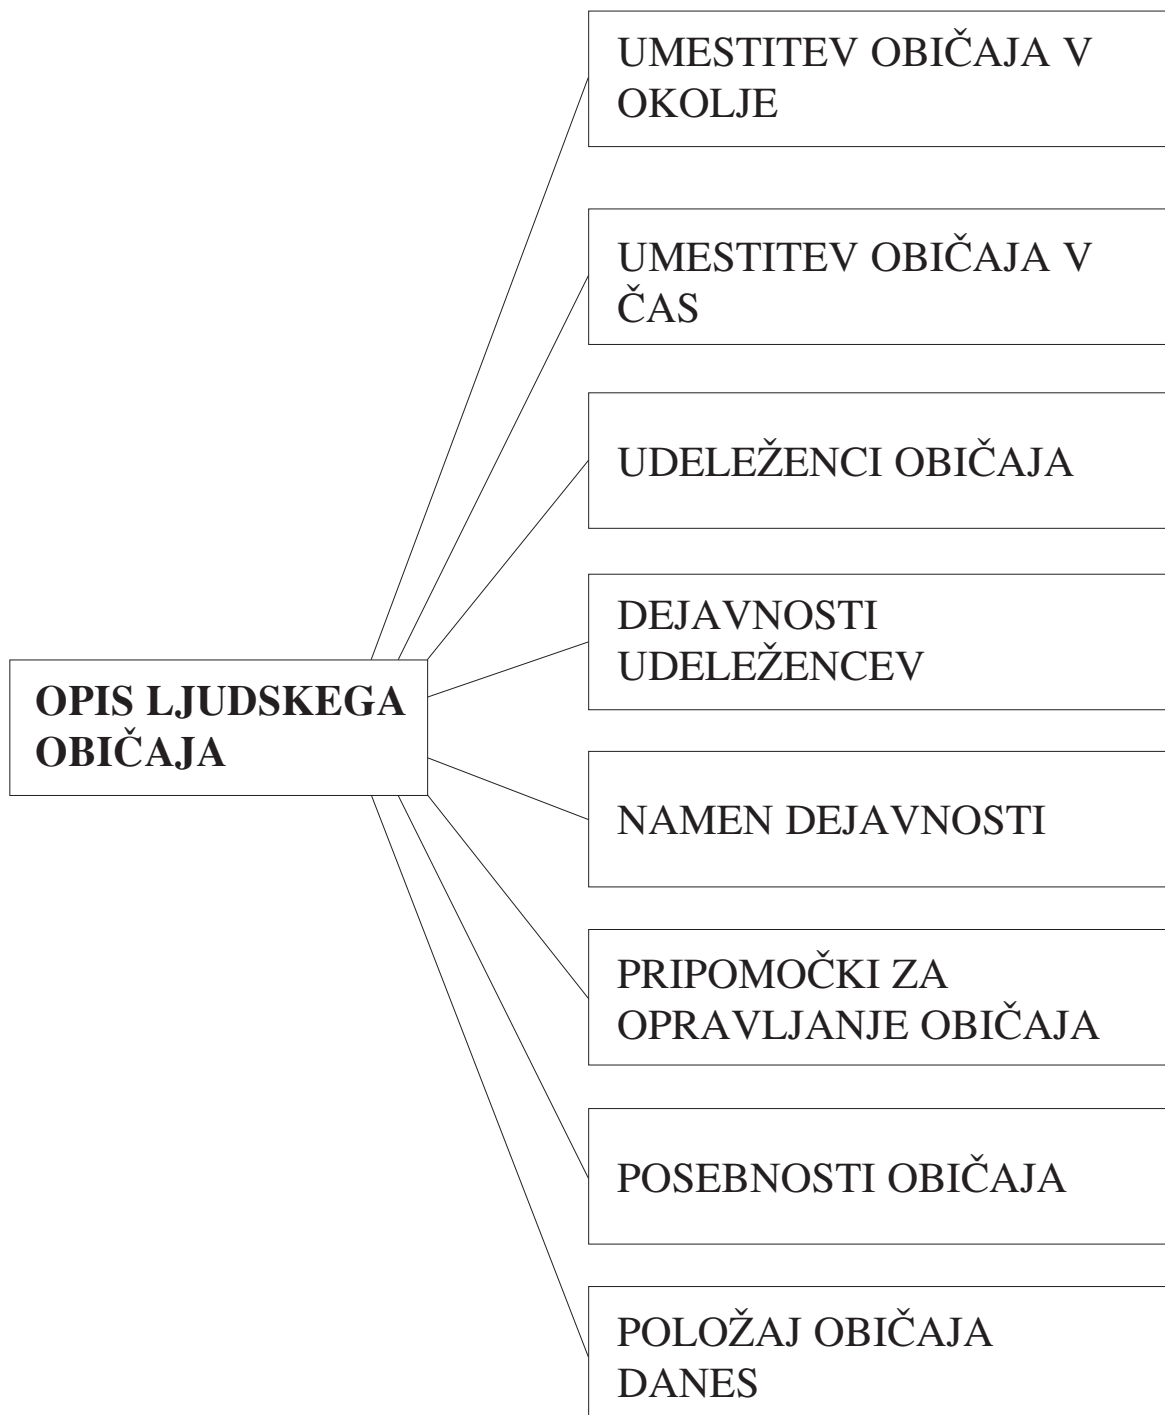 UMESTITEV OBIČAJA V
OKOLJE
UMESTITEV OBIČAJA V
ČAS
UDELEŽENCI OBIČAJA
DEJAVNOSTI
UDELEŽENCEV
OPIS LJUDSKEGA
OBIČAJA
NAMEN DEJAVNOSTI
PRIPOMOČKI ZA
OPRAVLJANJE OBIČAJA
POSEBNOSTI OBIČAJA
POLOŽAJ OBIČAJA
DANES